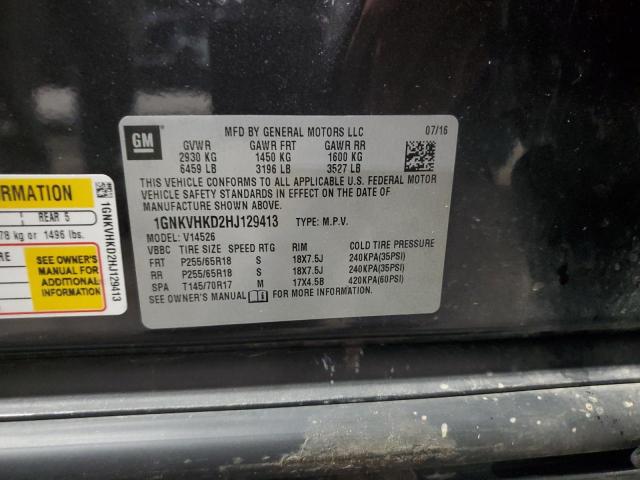 GM
MFD BY GENERAL MOTORS LLC 07/16
GVWR GAWR FRT GAWR RR
2930 KG 1450 KG 1600 KG
6459 LB 3196 LB 3527 LB
THIS VEHICLE CONFORMS TO ALL APPLICABLE U.S. FEDERAL MOTOR
VEHICLE SAFETY STANDARDS IN EFFECT ON THE DATE OF
MANUFACTURE SHOWN ABOVE.
1GNKVHKD2HJ129413 TYPE: M.P.V.
MODEL: V14526
VBBC TIRE SIZE SPEED RTG RIM
FRT P255/65R18 S 18X7.5J 240KPA(35PSI)
RR P255/65R18 S 18X7.5J 240KPA(35PSI)
SPA T145/70R17 M 17X4.5B 420KPA(60PSI)
SEE OWNER'S MANUAL FOR MORE INFORMATION.
REAR 5
kg or 1496 lbs.
SEE OWNER'S
MANUAL FOR
ADDITIONAL
INFORMATION
1GNKVHKD2HJ129413